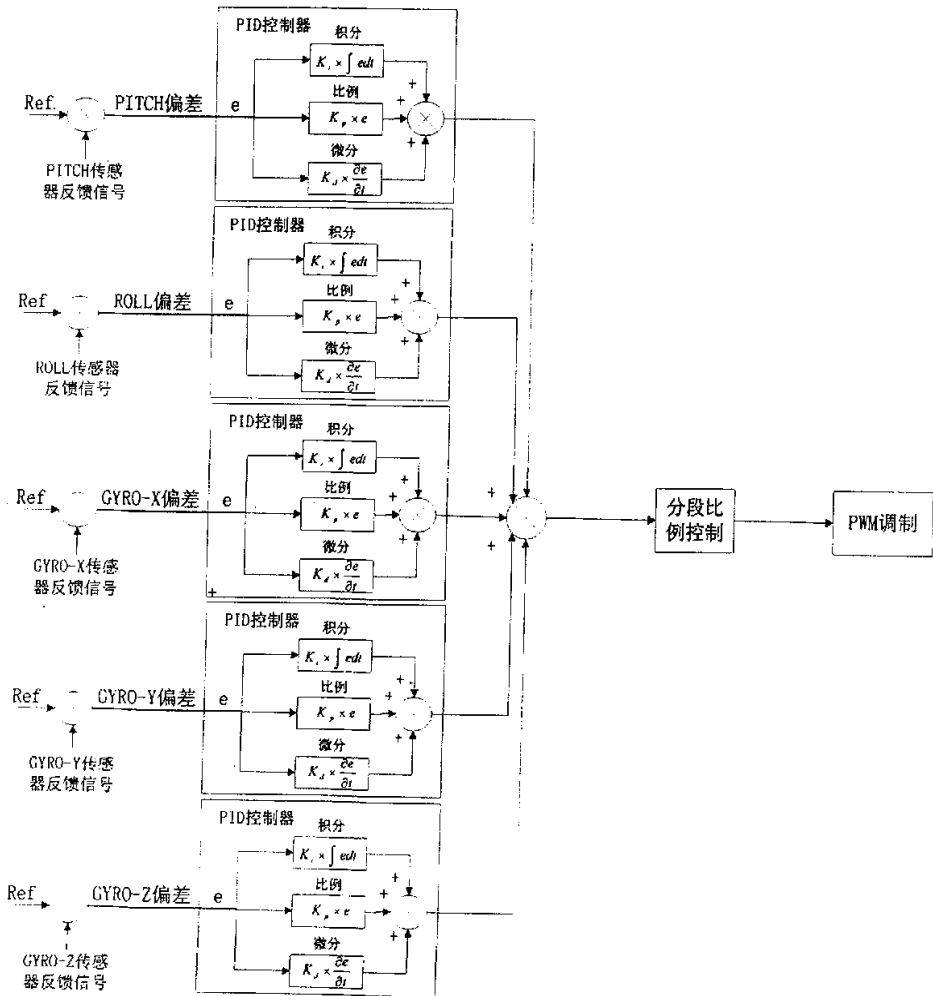 PID控制器
积分
K_i × ∫ edt
Ref.
PITCH偏差
e
比例
K_p × e
+
+
+
微分
K_d × ∂e/∂t
PITCH传感
器反馈信号
PID控制器
积分
K_i × ∫ edt
Ref
ROLL偏差
e
比例
K_p × e
+
+
+
微分
K_d × ∂e/∂t
ROLL传感器
反馈信号
PID控制器
积分
K_i × ∫ edt
Ref
GYRO-X偏差
e
比例
K_p × e
+
+
+
微分
K_d × ∂e/∂t
GYRO-X传感
器反馈信号
+
+
+
分段比
例控制
PWM调制
PID控制器
积分
K_i × ∫ edt
Ref
GYRO-Y偏差
e
比例
K_p × e
+
+
+
微分
K_d × ∂e/∂t
GYRO-Y传感
器反馈信号
PID控制器
积分
K_i × ∫ edt
Ref
GYRO-Z偏差
e
比例
K_p × e
+
+
+
微分
K_d × ∂e/∂t
GYRO-Z传感
器反馈信号